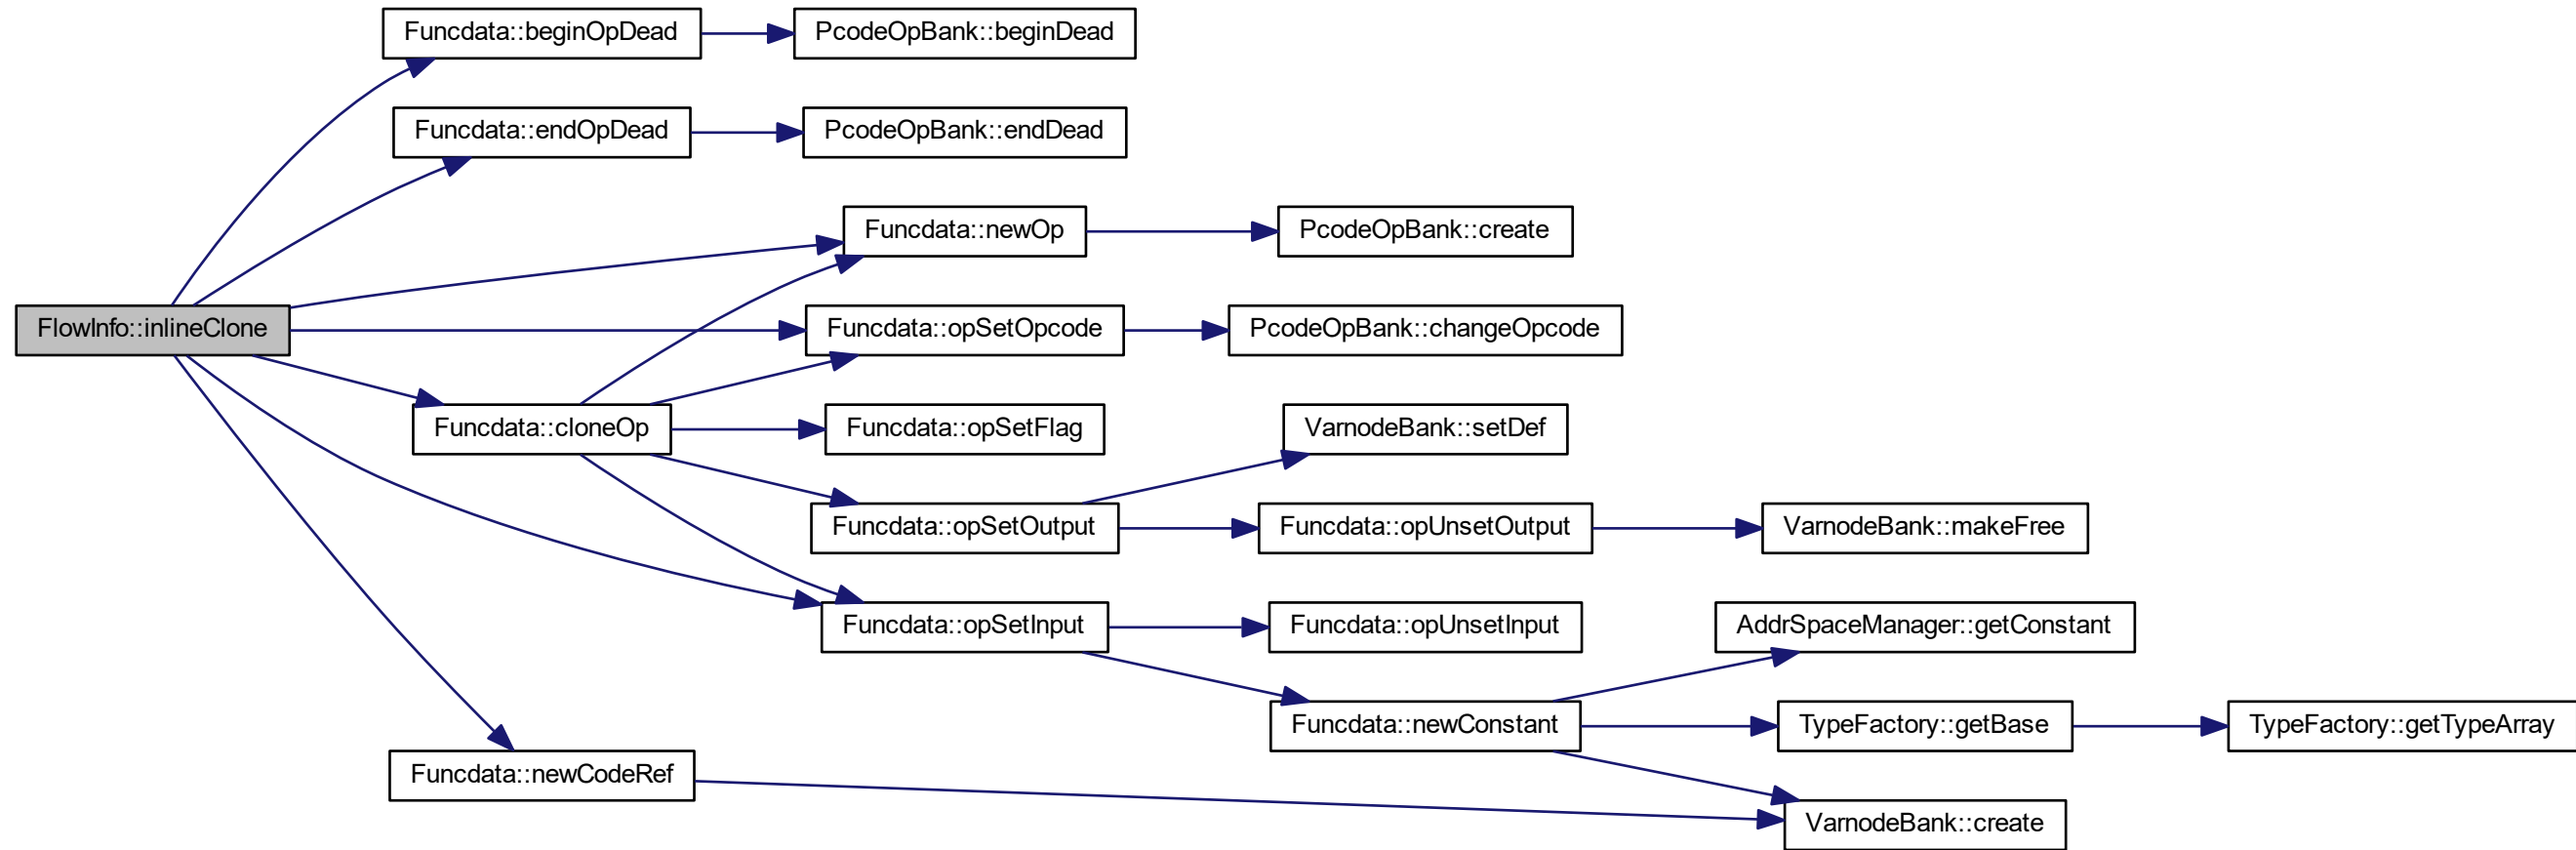 Funcdata::beginOpDead
PcodeOpBank::beginDead
Funcdata::endOpDead
PcodeOpBank::endDead
Funcdata::newOp
PcodeOpBank::create
FlowInfo::inlineClone
Funcdata::opSetOpcode
PcodeOpBank::changeOpcode
Funcdata::cloneOp
Funcdata::opSetFlag
VarnodeBank::setDef
Funcdata::opSetOutput
Funcdata::opUnsetOutput
VarnodeBank::makeFree
Funcdata::opSetInput
Funcdata::opUnsetInput
AddrSpaceManager::getConstant
Funcdata::newConstant
TypeFactory::getBase
TypeFactory::getTypeArray
Funcdata::newCodeRef
VarnodeBank::create